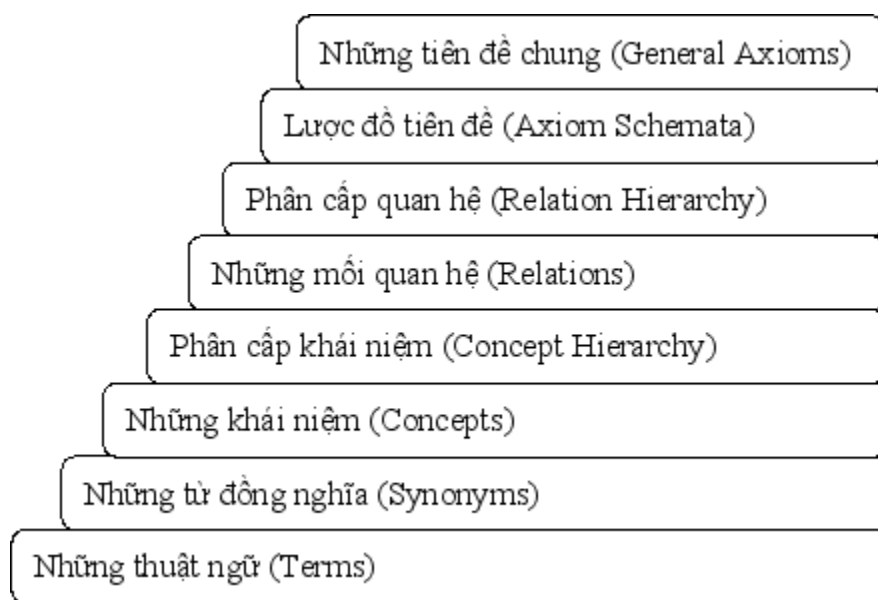 Những tiên đề chung (General Axioms)
Lược đồ tiên đề (Axiom Schemata)
Phân cấp quan hệ (Relation Hierarchy)
Những mối quan hệ (Relations)
Phân cấp khái niệm (Concept Hierarchy)
Những khái niệm (Concepts)
Những từ đồng nghĩa (Synonyms)
Những thuật ngữ (Terms)